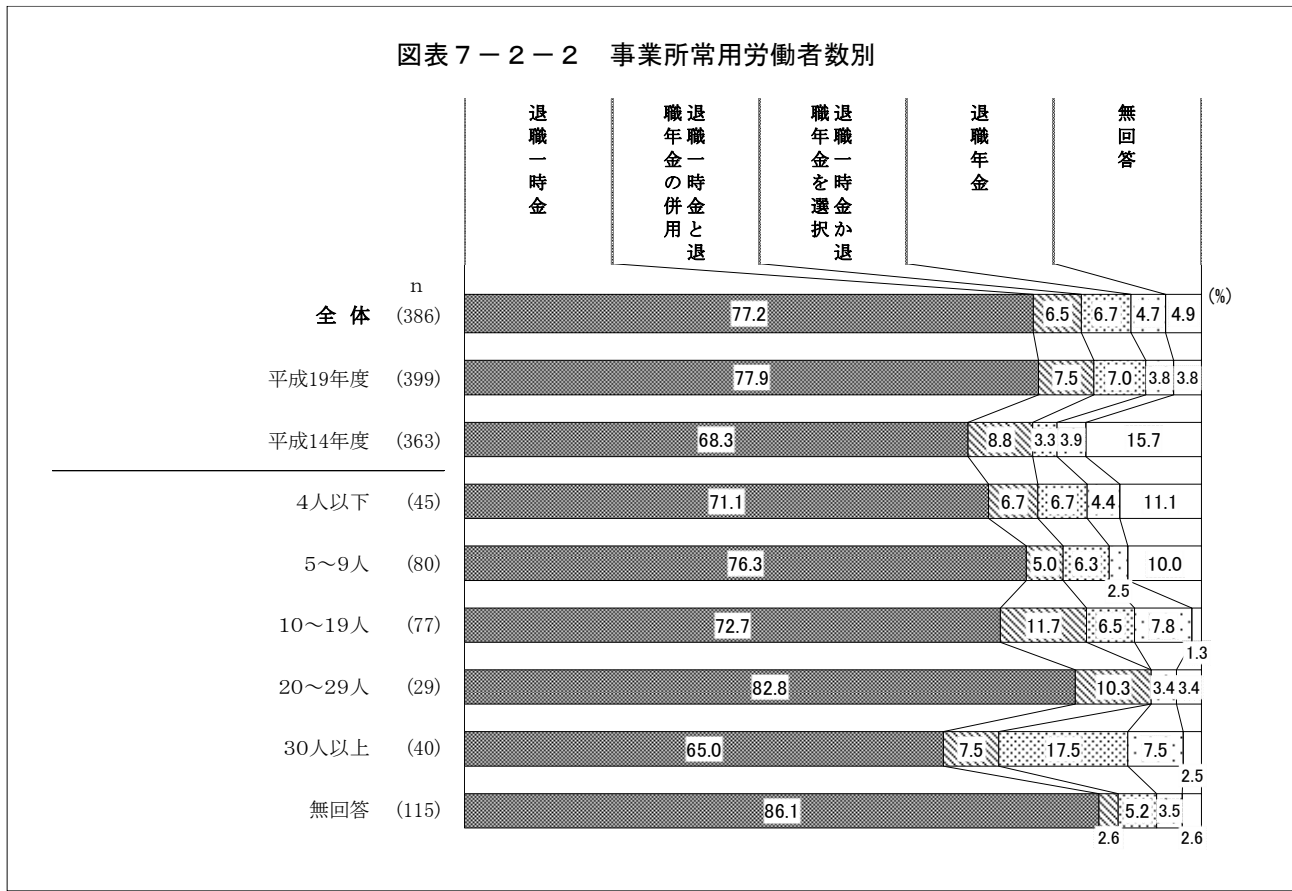 図表７－２－２　事業所常用労働者数別
退職一時金
退職一時金と退
職年金の併用
退職一時金か退
職年金を選択
退職年金
無回答
n
(%)
全 体 (386) 77.2 6.5 6.7 4.7 4.9
平成19年度 (399) 77.9 7.5 7.0 3.8 3.8
平成14年度 (363) 68.3 8.8 3.3 3.9 15.7
4人以下 (45) 71.1 6.7 6.7 4.4 11.1
5～9人 (80) 76.3 5.0 6.3 2.5 10.0
10～19人 (77) 72.7 11.7 6.5 7.8 1.3
20～29人 (29) 82.8 10.3 3.4 3.4
30人以上 (40) 65.0 7.5 17.5 7.5 2.5
無回答 (115) 86.1 2.6 5.2 3.5 2.6